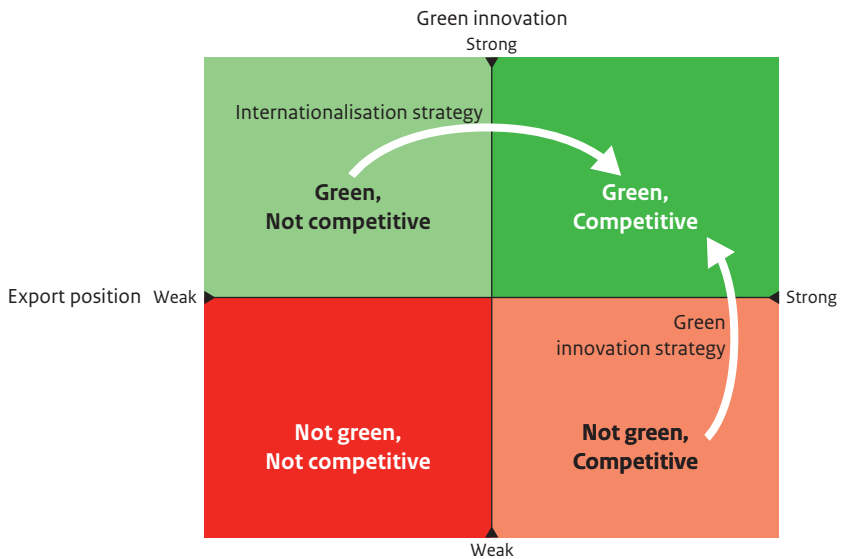 Green innovation
Strong
Internationalisation strategy
Green,
Not competitive
Green,
Competitive
Export position Weak
Strong
Green
innovation strategy
Not green,
Not competitive
Not green,
Competitive
Weak